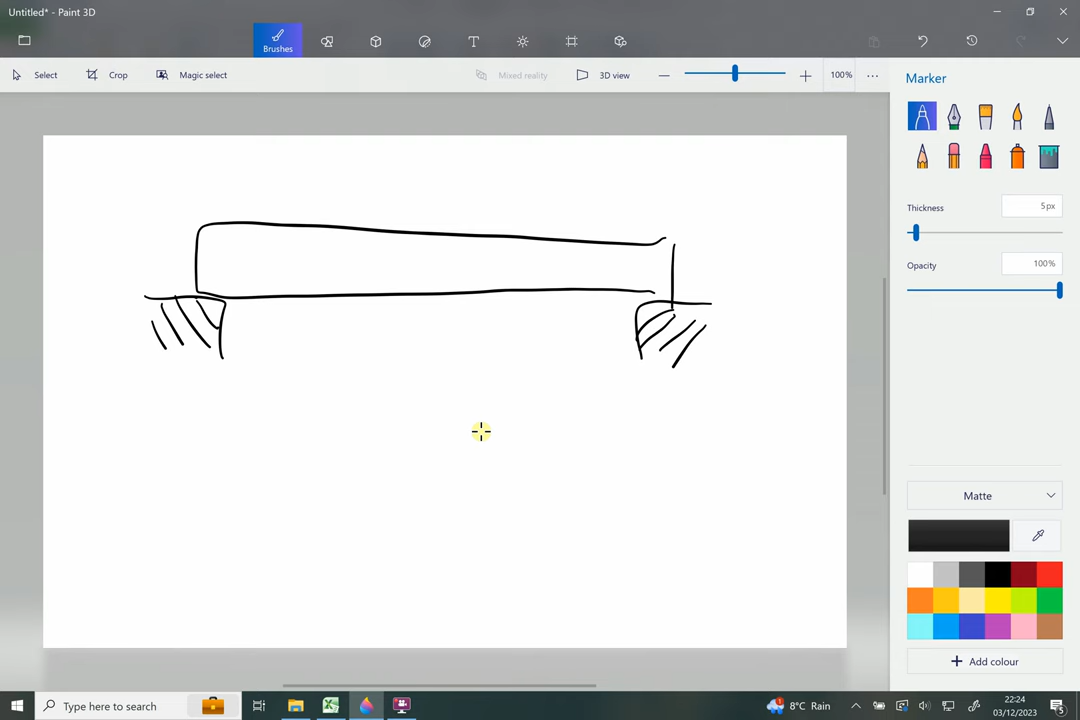 Untitled* - Paint 3D
Brushes
Select
Crop
Magic select
Mixed reality
3D view
100%
Marker
Thickness
5px
Opacity
100%
Matte
Add colour
Type here to search
8°C Rain
22:24
03/12/2023
5